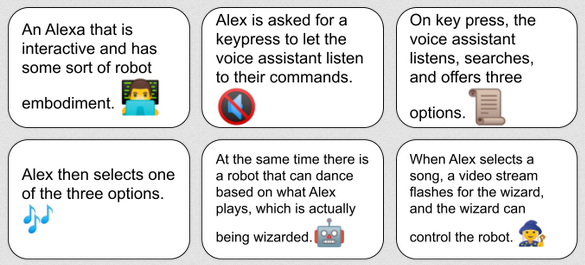 An Alexa that is
interactive and has
some sort of robot
embodiment.
Alex is asked for a
keypress to let the
voice assistant listen
to their commands.
On key press, the
voice assistant
listens, searches,
and offers three
options.
Alex then selects one
of the three options.
At the same time there is
a robot that can dance
based on what Alex
plays, which is actually
being wizarded.
When Alex selects a
song, a video stream
flashes for the wizard,
and the wizard can
control the robot.